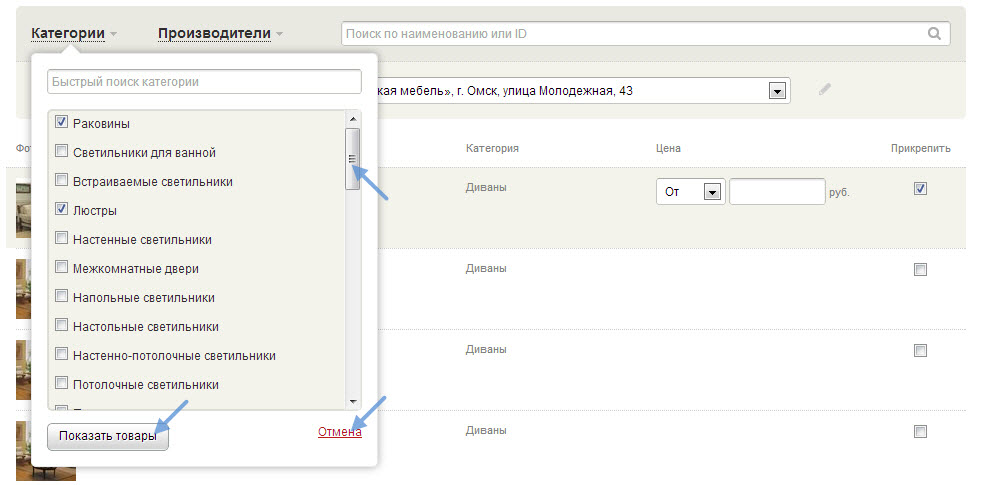 Категории Производители Поиск по наименованию или ID
Быстрый поиск категории
кая мебель», г. Омск, улица Молодежная, 43
Категория Цена Прикрепить
Раковины
Светильники для ванной
Встраиваемые светильники
Люстры
Настенные светильники
Межкомнатные двери
Напольные светильники
Настольные светильники
Настенно-потолочные светильники
Потолочные светильники
Показать товары Отмена
Диваны От руб.
Диваны
Диваны
Диваны